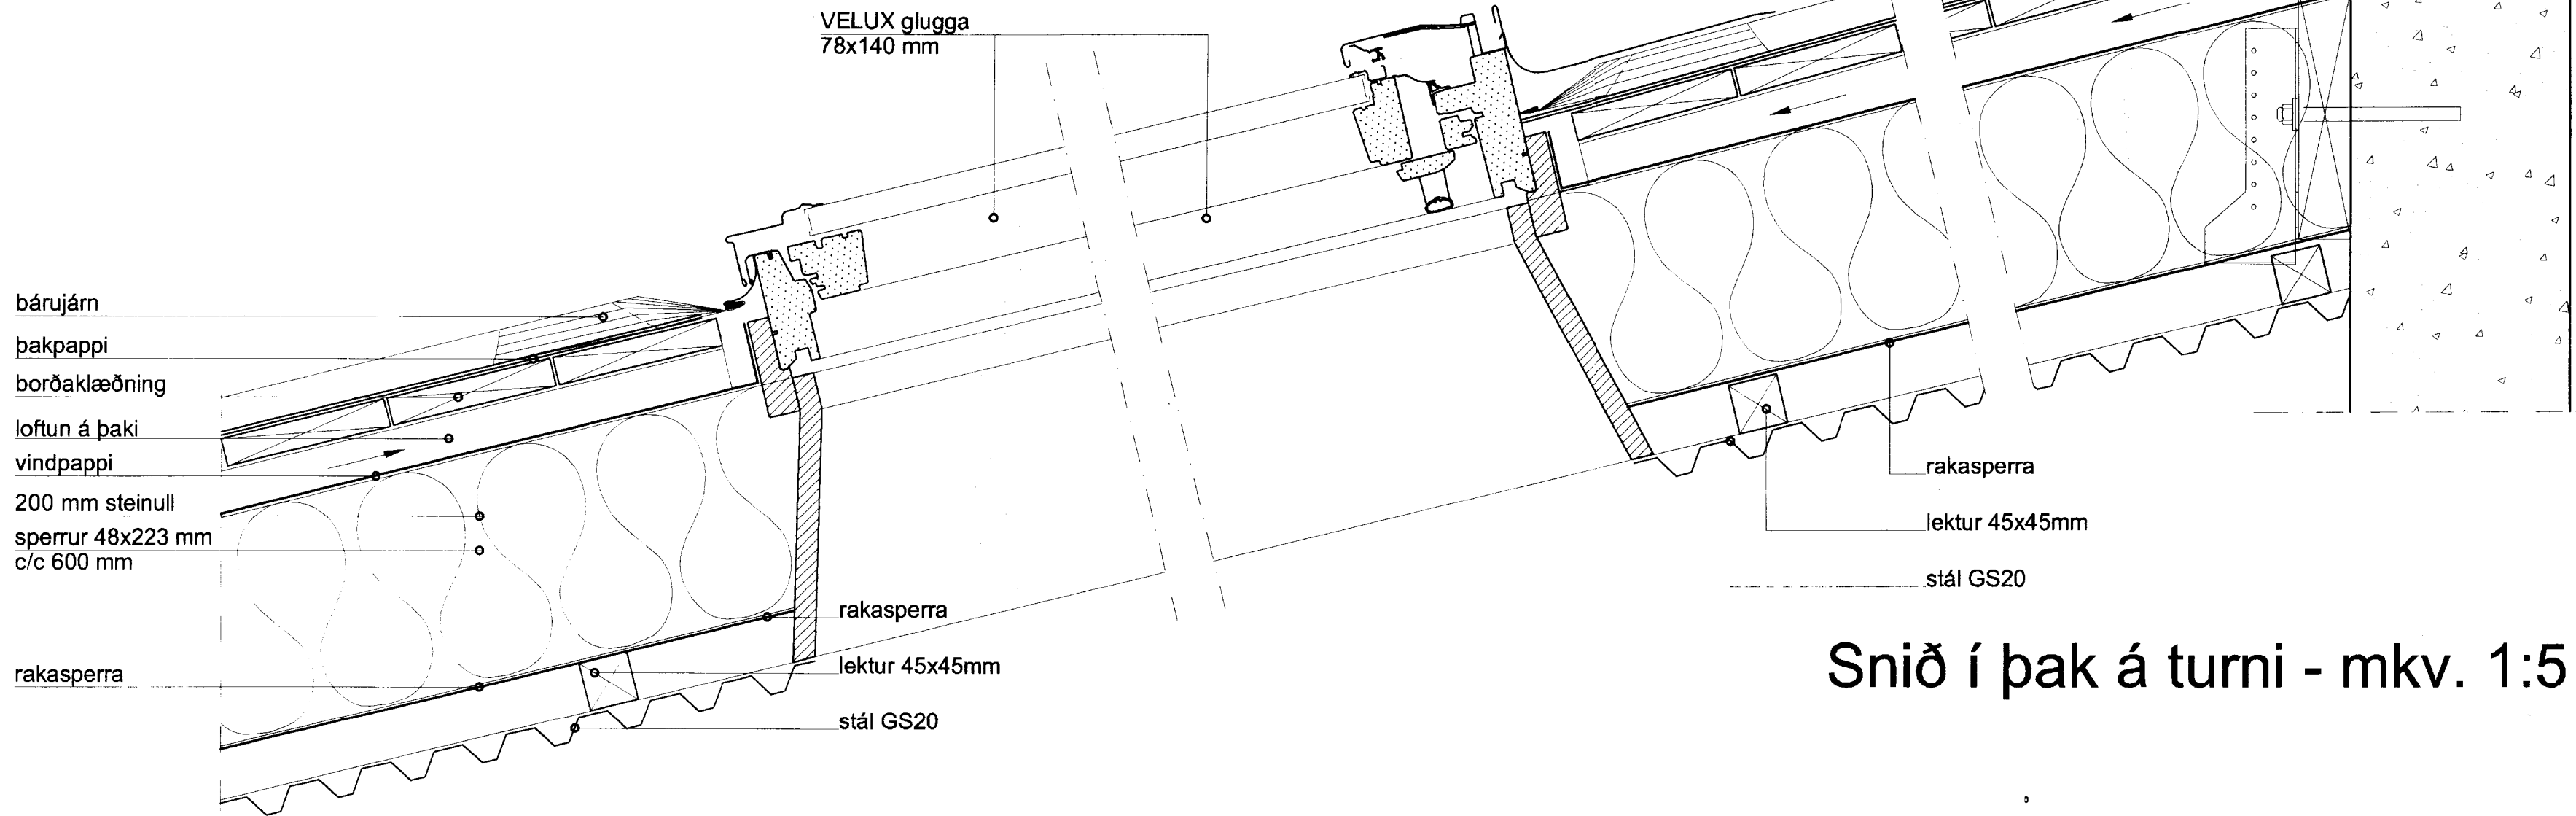 VELUX glugga
78x140 mm
bárujárn
þakpappi
borðaklæðning
loftun á þaki
vindpappi
200 mm steinull
sperrur 48x223 mm
c/c 600 mm
rakasperra
rakasperra
lektur 45x45mm
stál GS20
rakasperra
lektur 45x45mm
stál GS20
Snið í þak á turni - mkv. 1:5